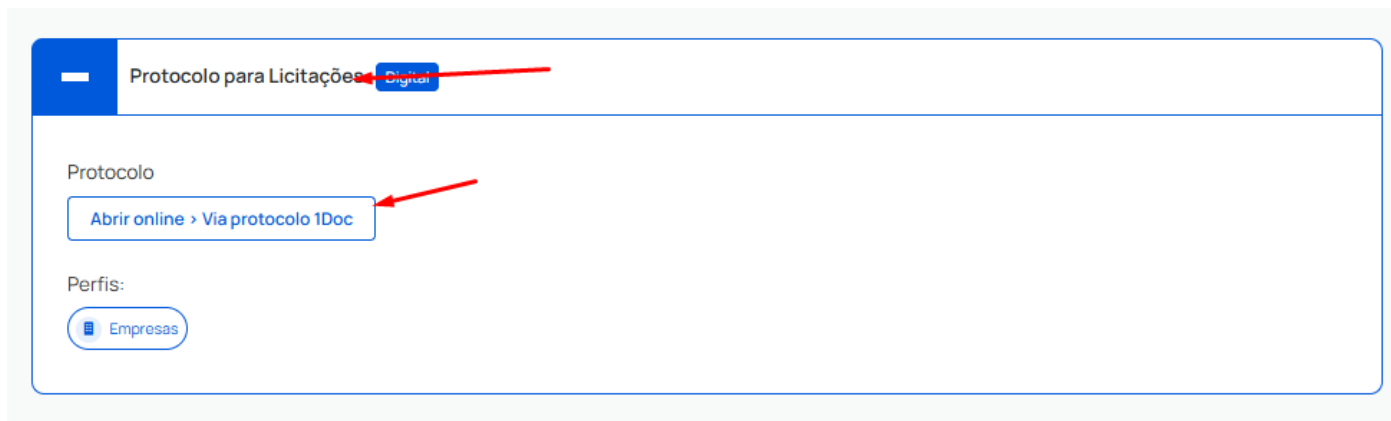 Protocolo para Licitações Digital
Protocolo
Abrir online > Via protocolo 1Doc
Perfis:
Empresas